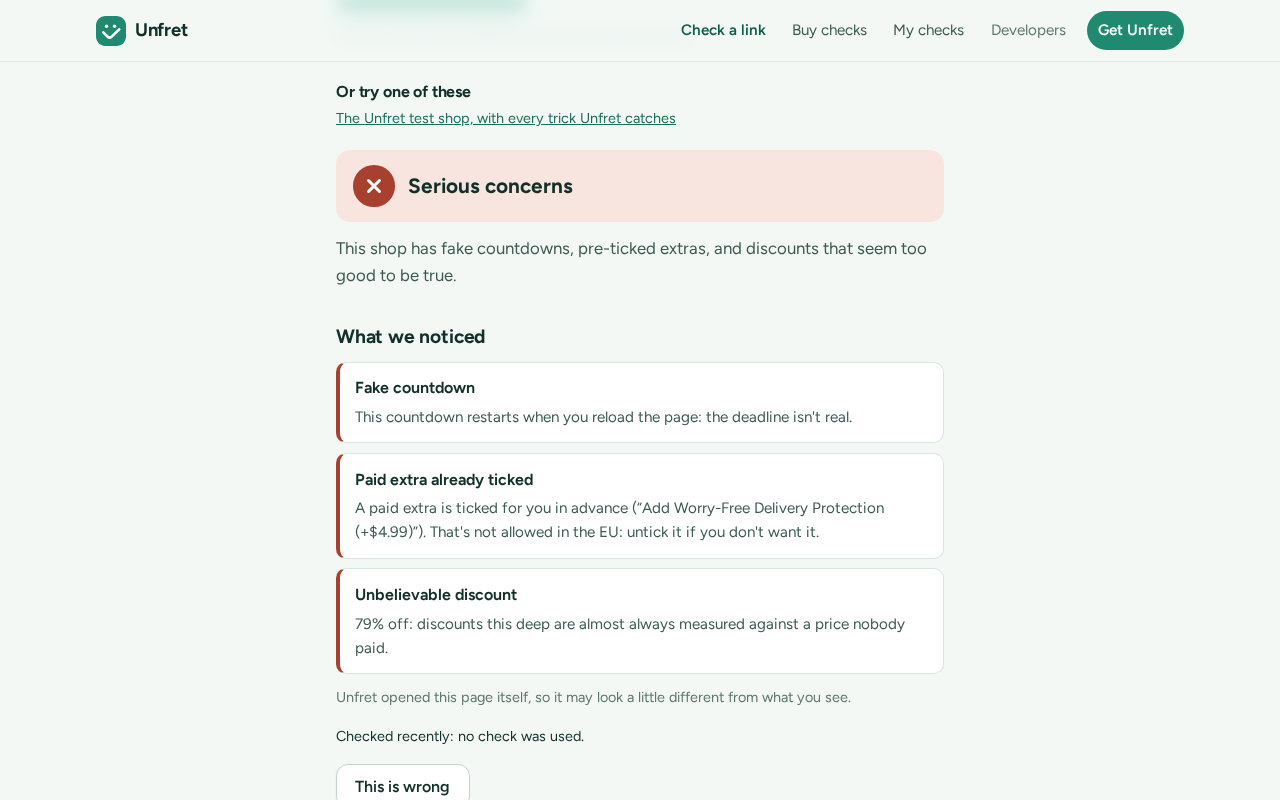 Unfret
Check a link
Buy checks
My checks
Developers
Get Unfret
Or try one of these
The Unfret test shop, with every trick Unfret catches
Serious concerns
This shop has fake countdowns, pre-ticked extras, and discounts that seem too
good to be true.
What we noticed
Fake countdown
This countdown restarts when you reload the page: the deadline isn't real.
Paid extra already ticked
A paid extra is ticked for you in advance (“Add Worry-Free Delivery Protection
(+$4.99)”). That's not allowed in the EU: untick it if you don't want it.
Unbelievable discount
79% off: discounts this deep are almost always measured against a price nobody
paid.
Unfret opened this page itself, so it may look a little different from what you see.
Checked recently: no check was used.
This is wrong